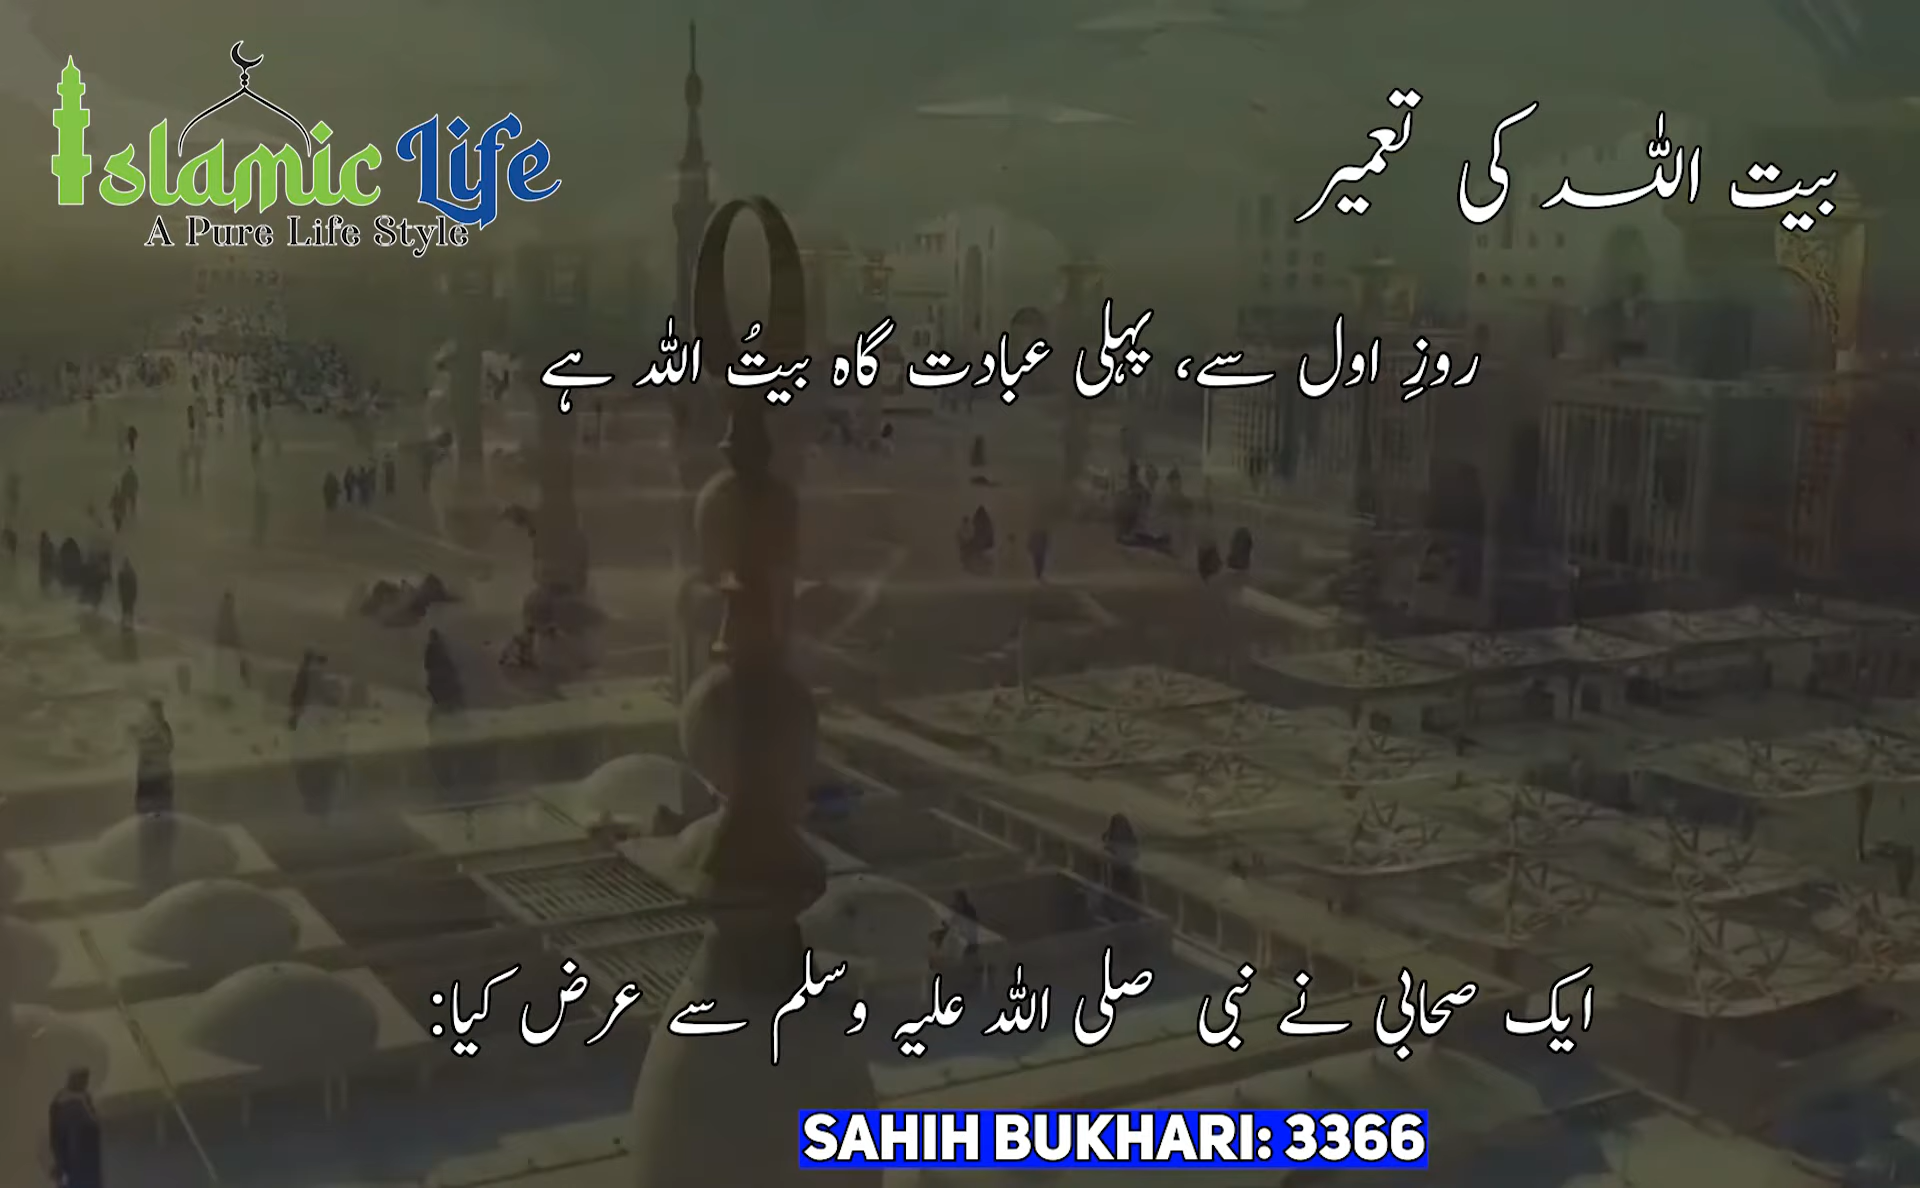 Islamic Life
A Pure Life Style
بیت اللہ کی تعمیر
روزِ اول سے، پہلی عبادت گاہ بیتُ اللہ ہے
ایک صحابی نے نبی صلی اللہ علیہ وسلم سے عرض کیا:
SAHIH BUKHARI: 3366